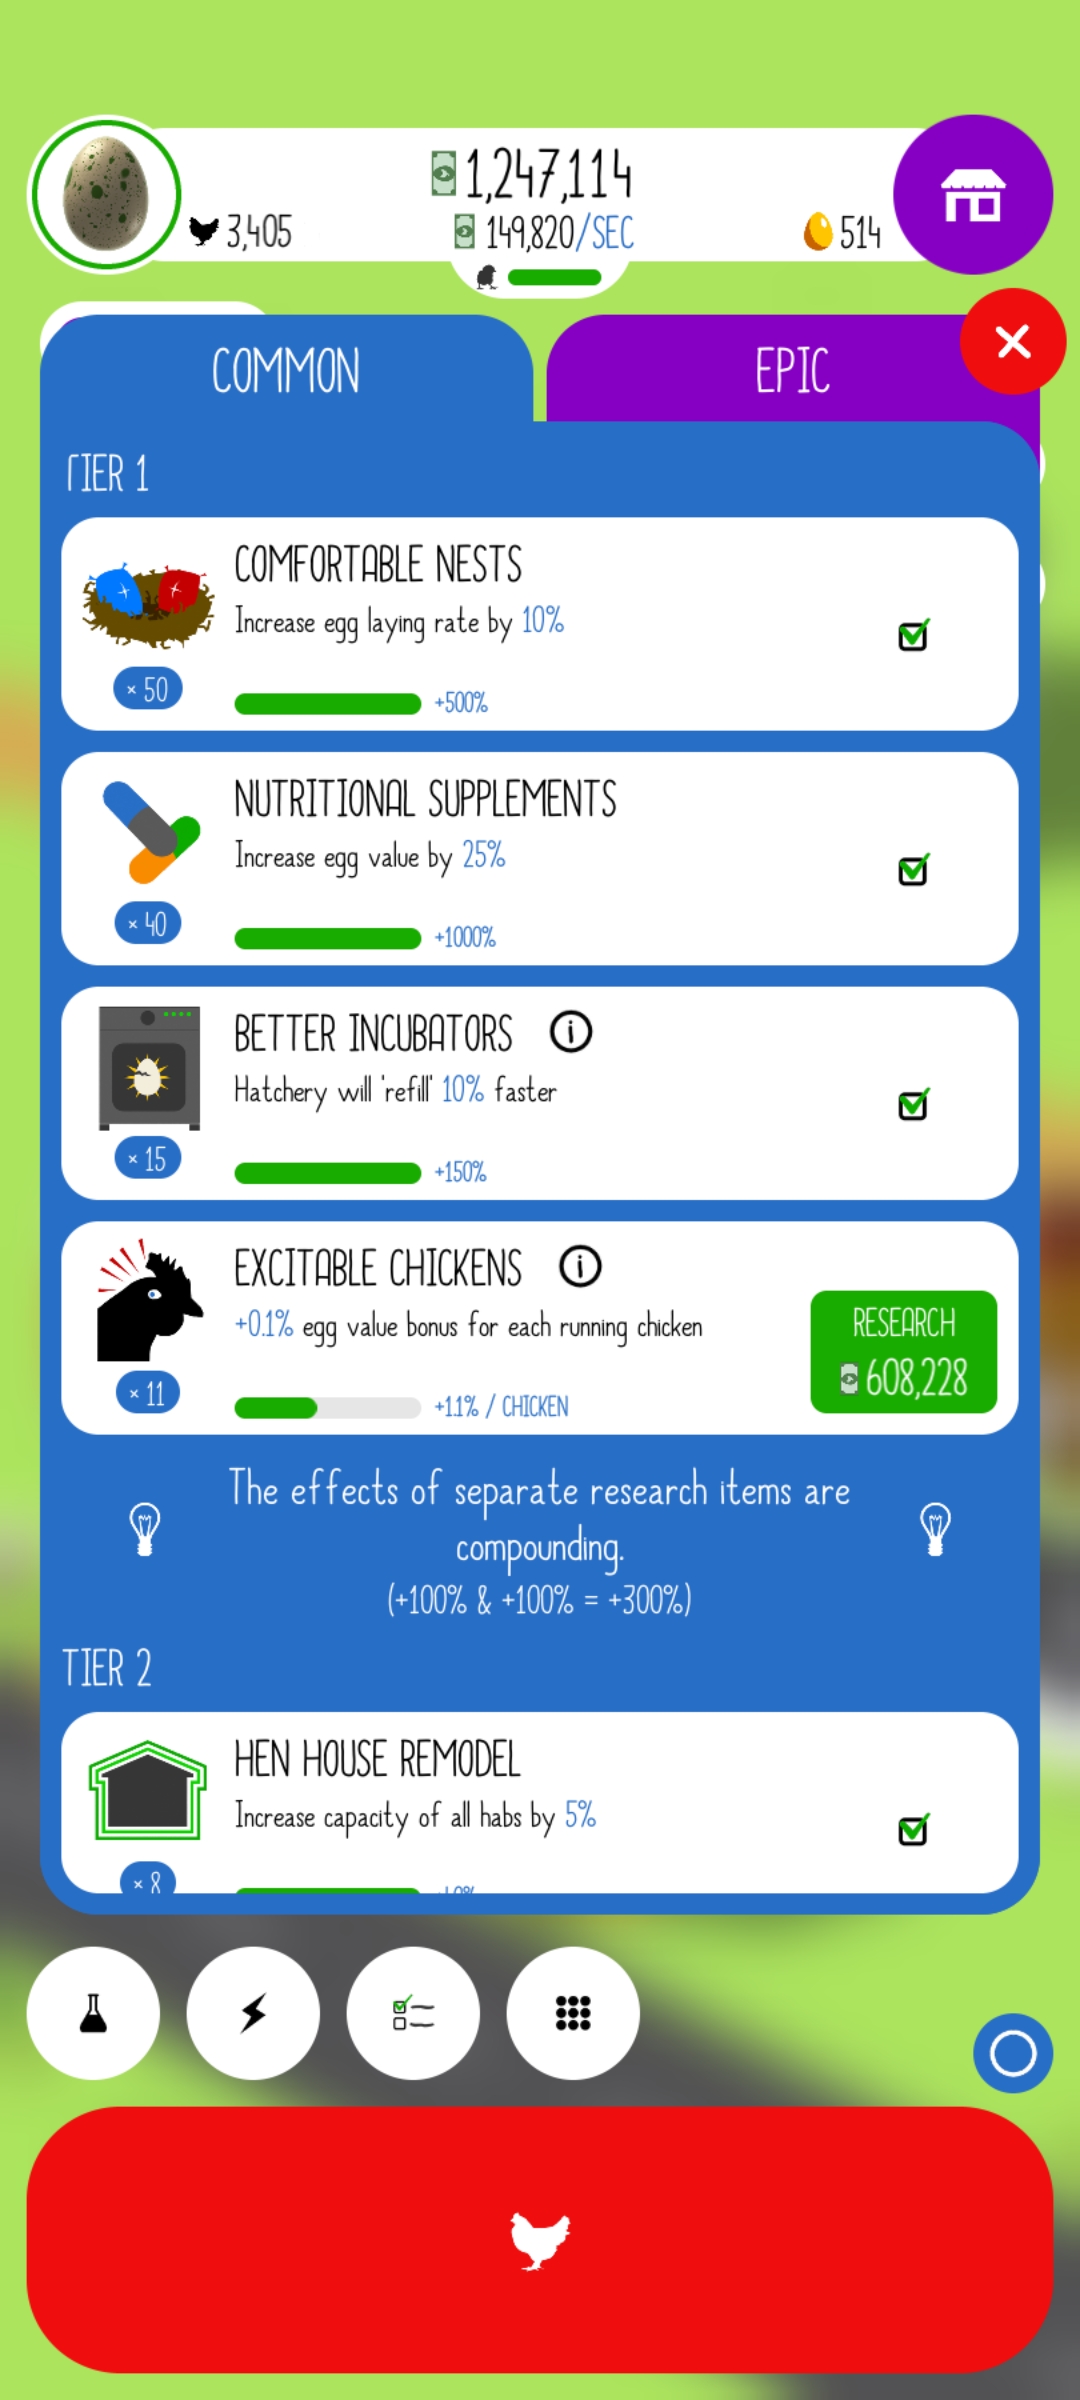 1,247,114
3,405
149,820/SEC
514
COMMON
EPIC
TIER 1
COMFORTABLE NESTS
Increase egg laying rate by 10%
× 50
+500%
NUTRITIONAL SUPPLEMENTS
Increase egg value by 25%
× 40
+1000%
BETTER INCUBATORS
Hatchery will 'refill' 10% faster
× 15
+150%
EXCITABLE CHICKENS
+0.1% egg value bonus for each running chicken
RESEARCH
608,228
× 11
+1.1% / CHICKEN
The effects of separate research items are
compounding.
(+100% & +100% = +300%)
TIER 2
HEN HOUSE REMODEL
Increase capacity of all habs by 5%
× 8